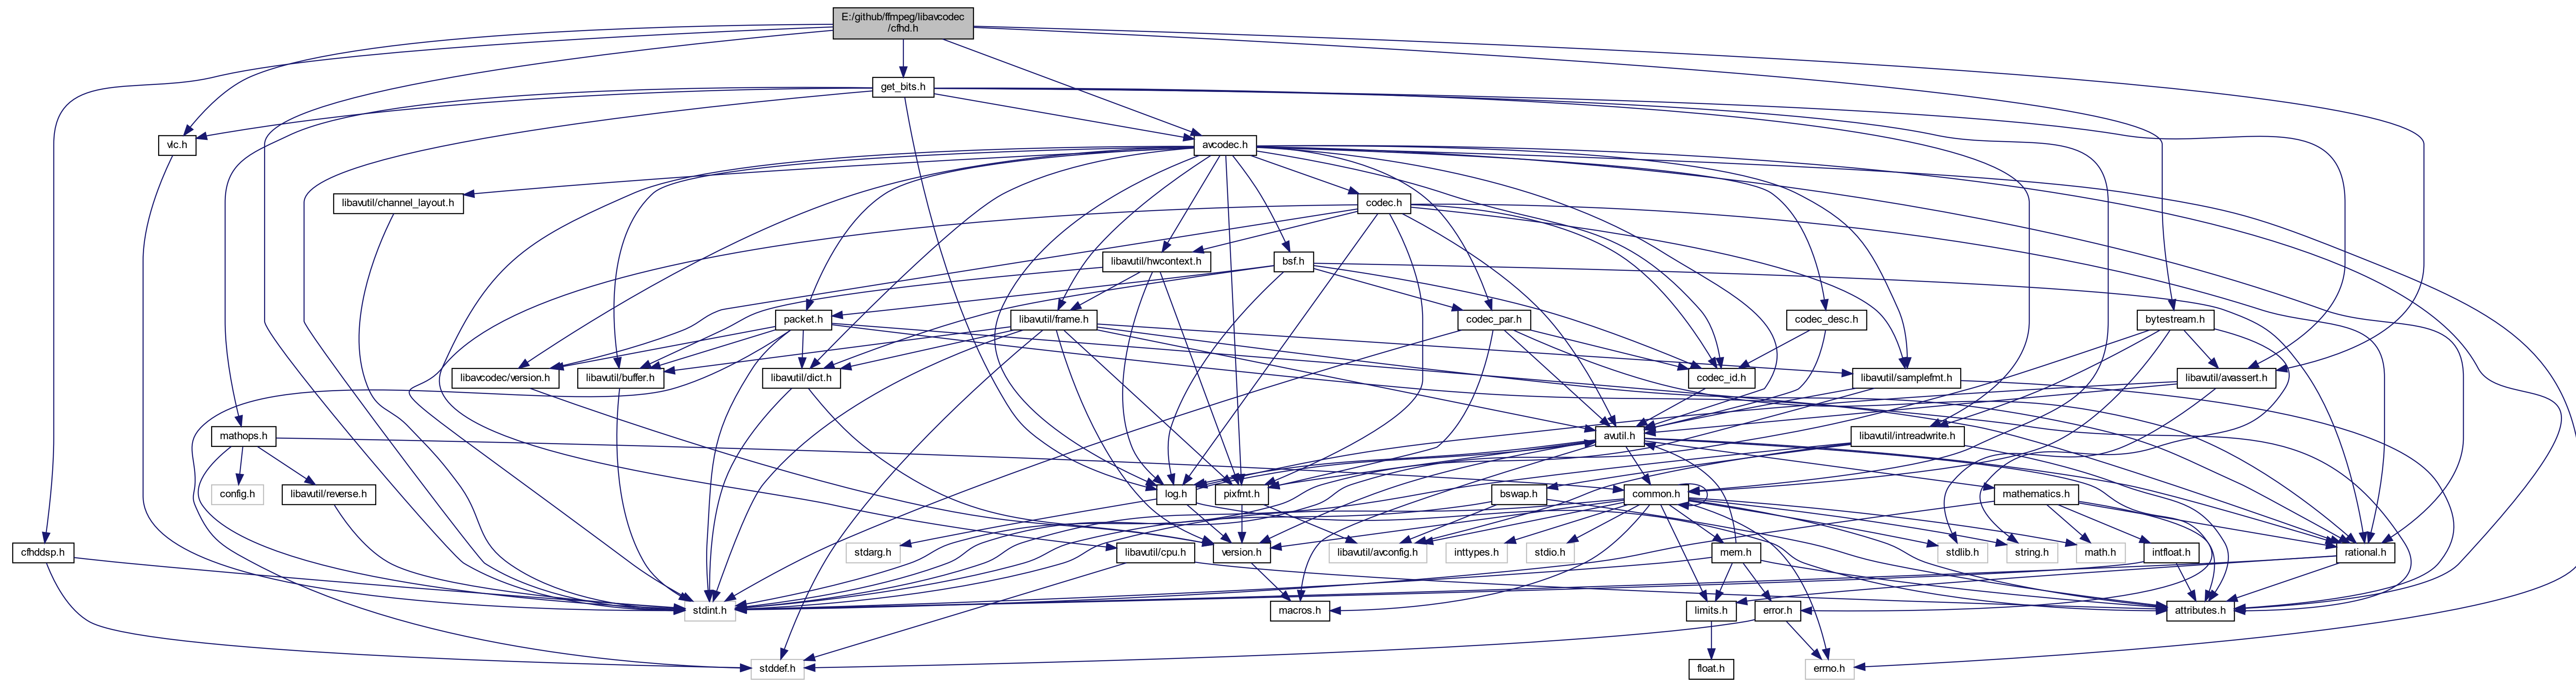 E:/github/ffmpeg/libavcodec
/cfhd.h
get_bits.h
vlc.h
avcodec.h
libavutil/channel_layout.h
codec.h
libavutil/hwcontext.h
bsf.h
packet.h
libavutil/frame.h
codec_par.h
codec_desc.h
bytestream.h
libavcodec/version.h
libavutil/buffer.h
libavutil/dict.h
codec_id.h
libavutil/samplefmt.h
libavutil/avassert.h
mathops.h
avutil.h
libavutil/intreadwrite.h
config.h
libavutil/reverse.h
log.h
pixfmt.h
bswap.h
common.h
mathematics.h
cfhddsp.h
stdarg.h
libavutil/cpu.h
version.h
libavutil/avconfig.h
inttypes.h
stdio.h
mem.h
stdlib.h
string.h
math.h
intfloat.h
rational.h
stdint.h
macros.h
limits.h
error.h
attributes.h
stddef.h
float.h
errno.h